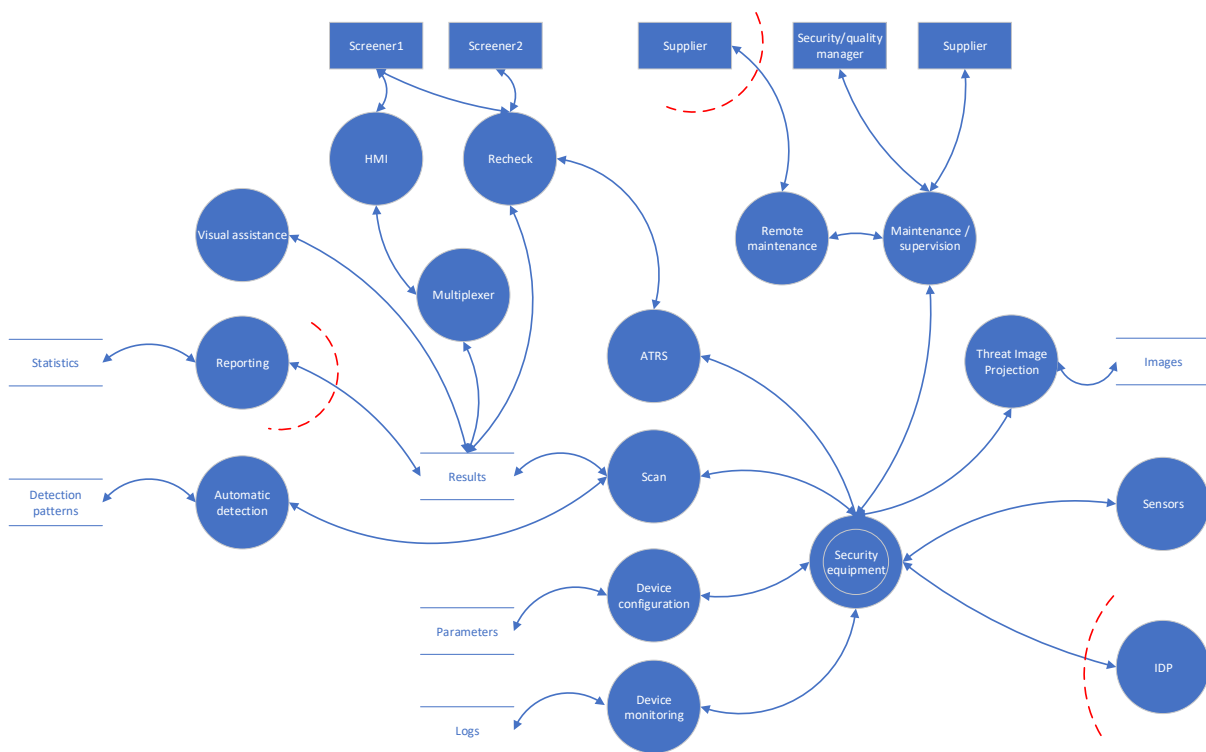 Screener1
Screener2
Supplier
Security/quality
manager
Supplier
HMI
Recheck
Visual assistance
Remote
maintenance
Maintenance /
supervision
Multiplexer
Statistics
Reporting
ATRS
Threat Image
Projection
Images
Detection
patterns
Automatic
detection
Results
Scan
Sensors
Security
equipment
Parameters
Device
configuration
IDP
Logs
Device
monitoring